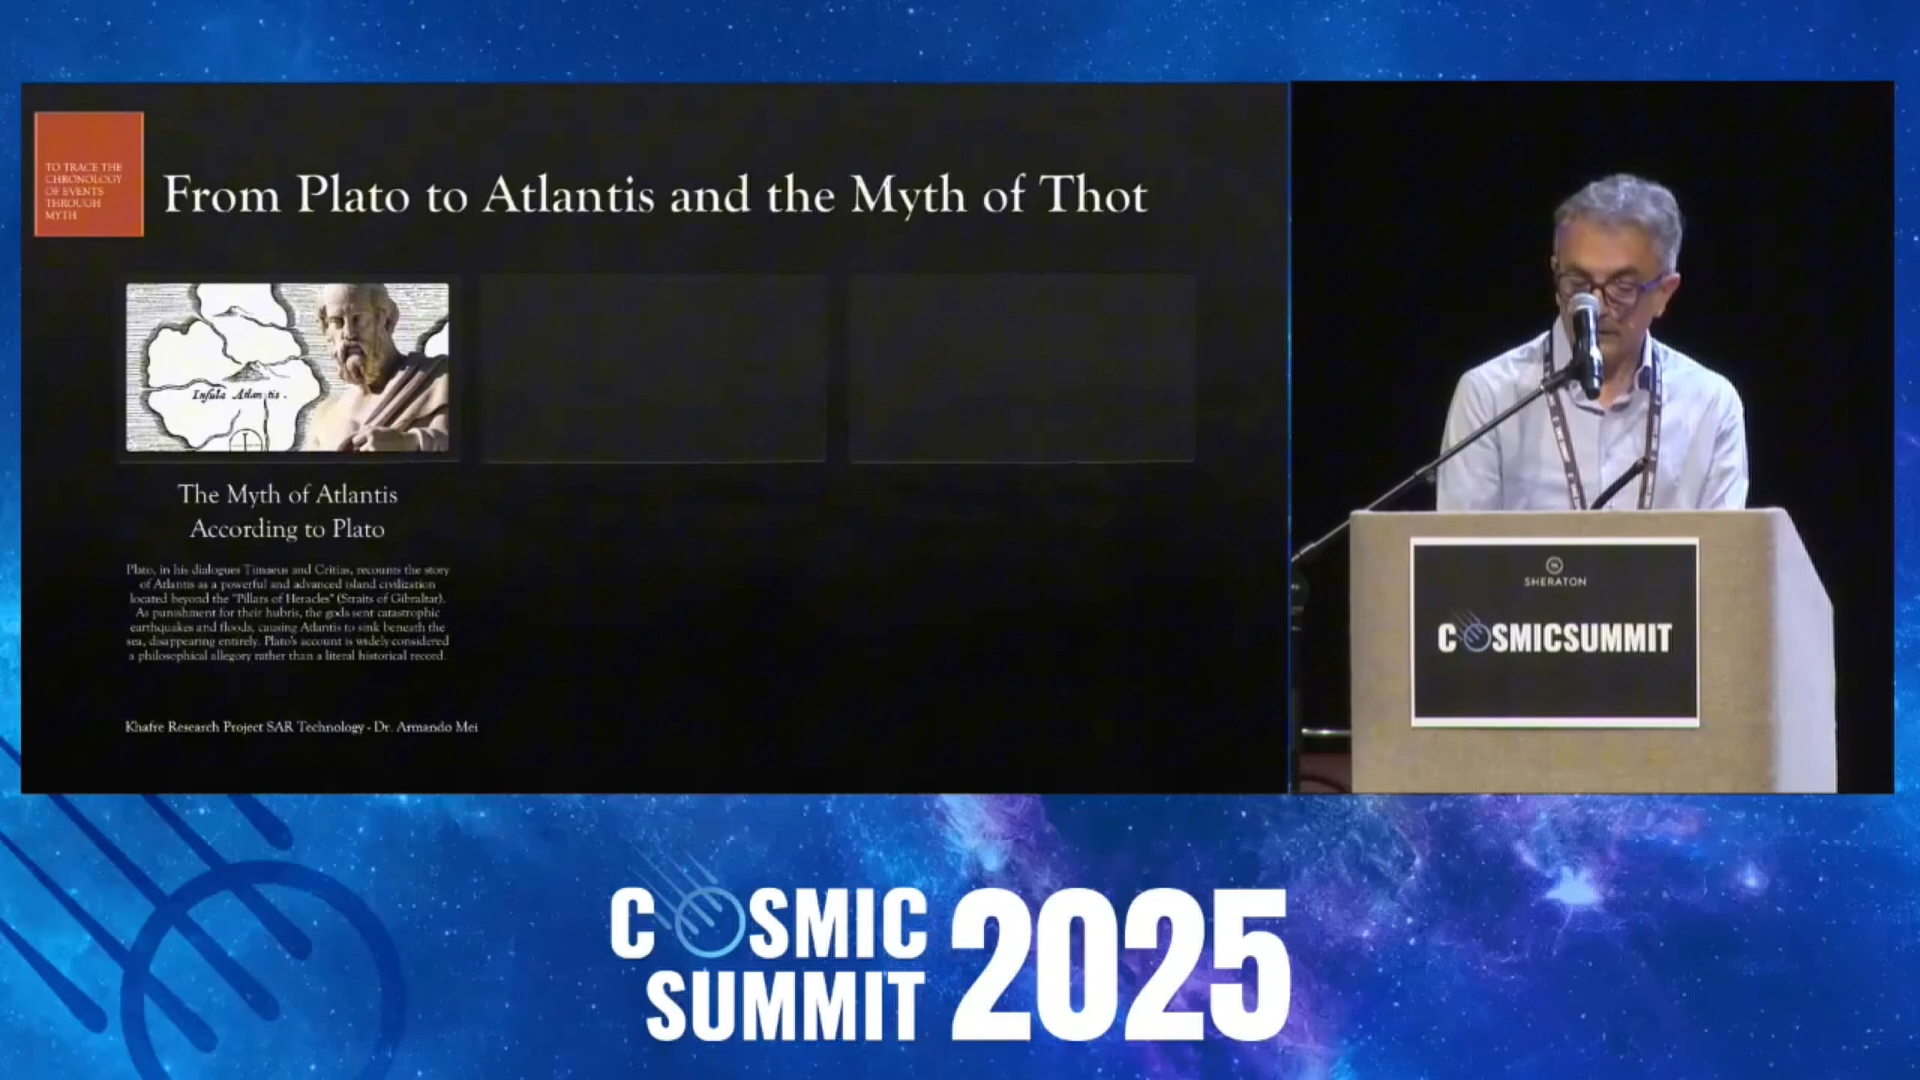 TO TRACE THE
CHRONOLOGY
OF EVENTS
THROUGH
MYTH
From Plato to Atlantis and the Myth of Thot
Insula Atlantis.
The Myth of Atlantis
According to Plato
Plato, in his dialogues Timaeus and Critias, recounts the story
of Atlantis as a powerful and advanced island civilization
located beyond the "Pillars of Heracles" (Straits of Gibraltar).
As punishment for their hubris, the gods sent catastrophic
earthquakes and floods, causing Atlantis to sink beneath the
sea, disappearing entirely. Plato's account is widely considered
a philosophical allegory rather than a literal historical record.
Khafre Research Project SAR Technology - Dr. Armando Mei
SHERATON
COSMICSUMMIT
COSMIC
SUMMIT
2025